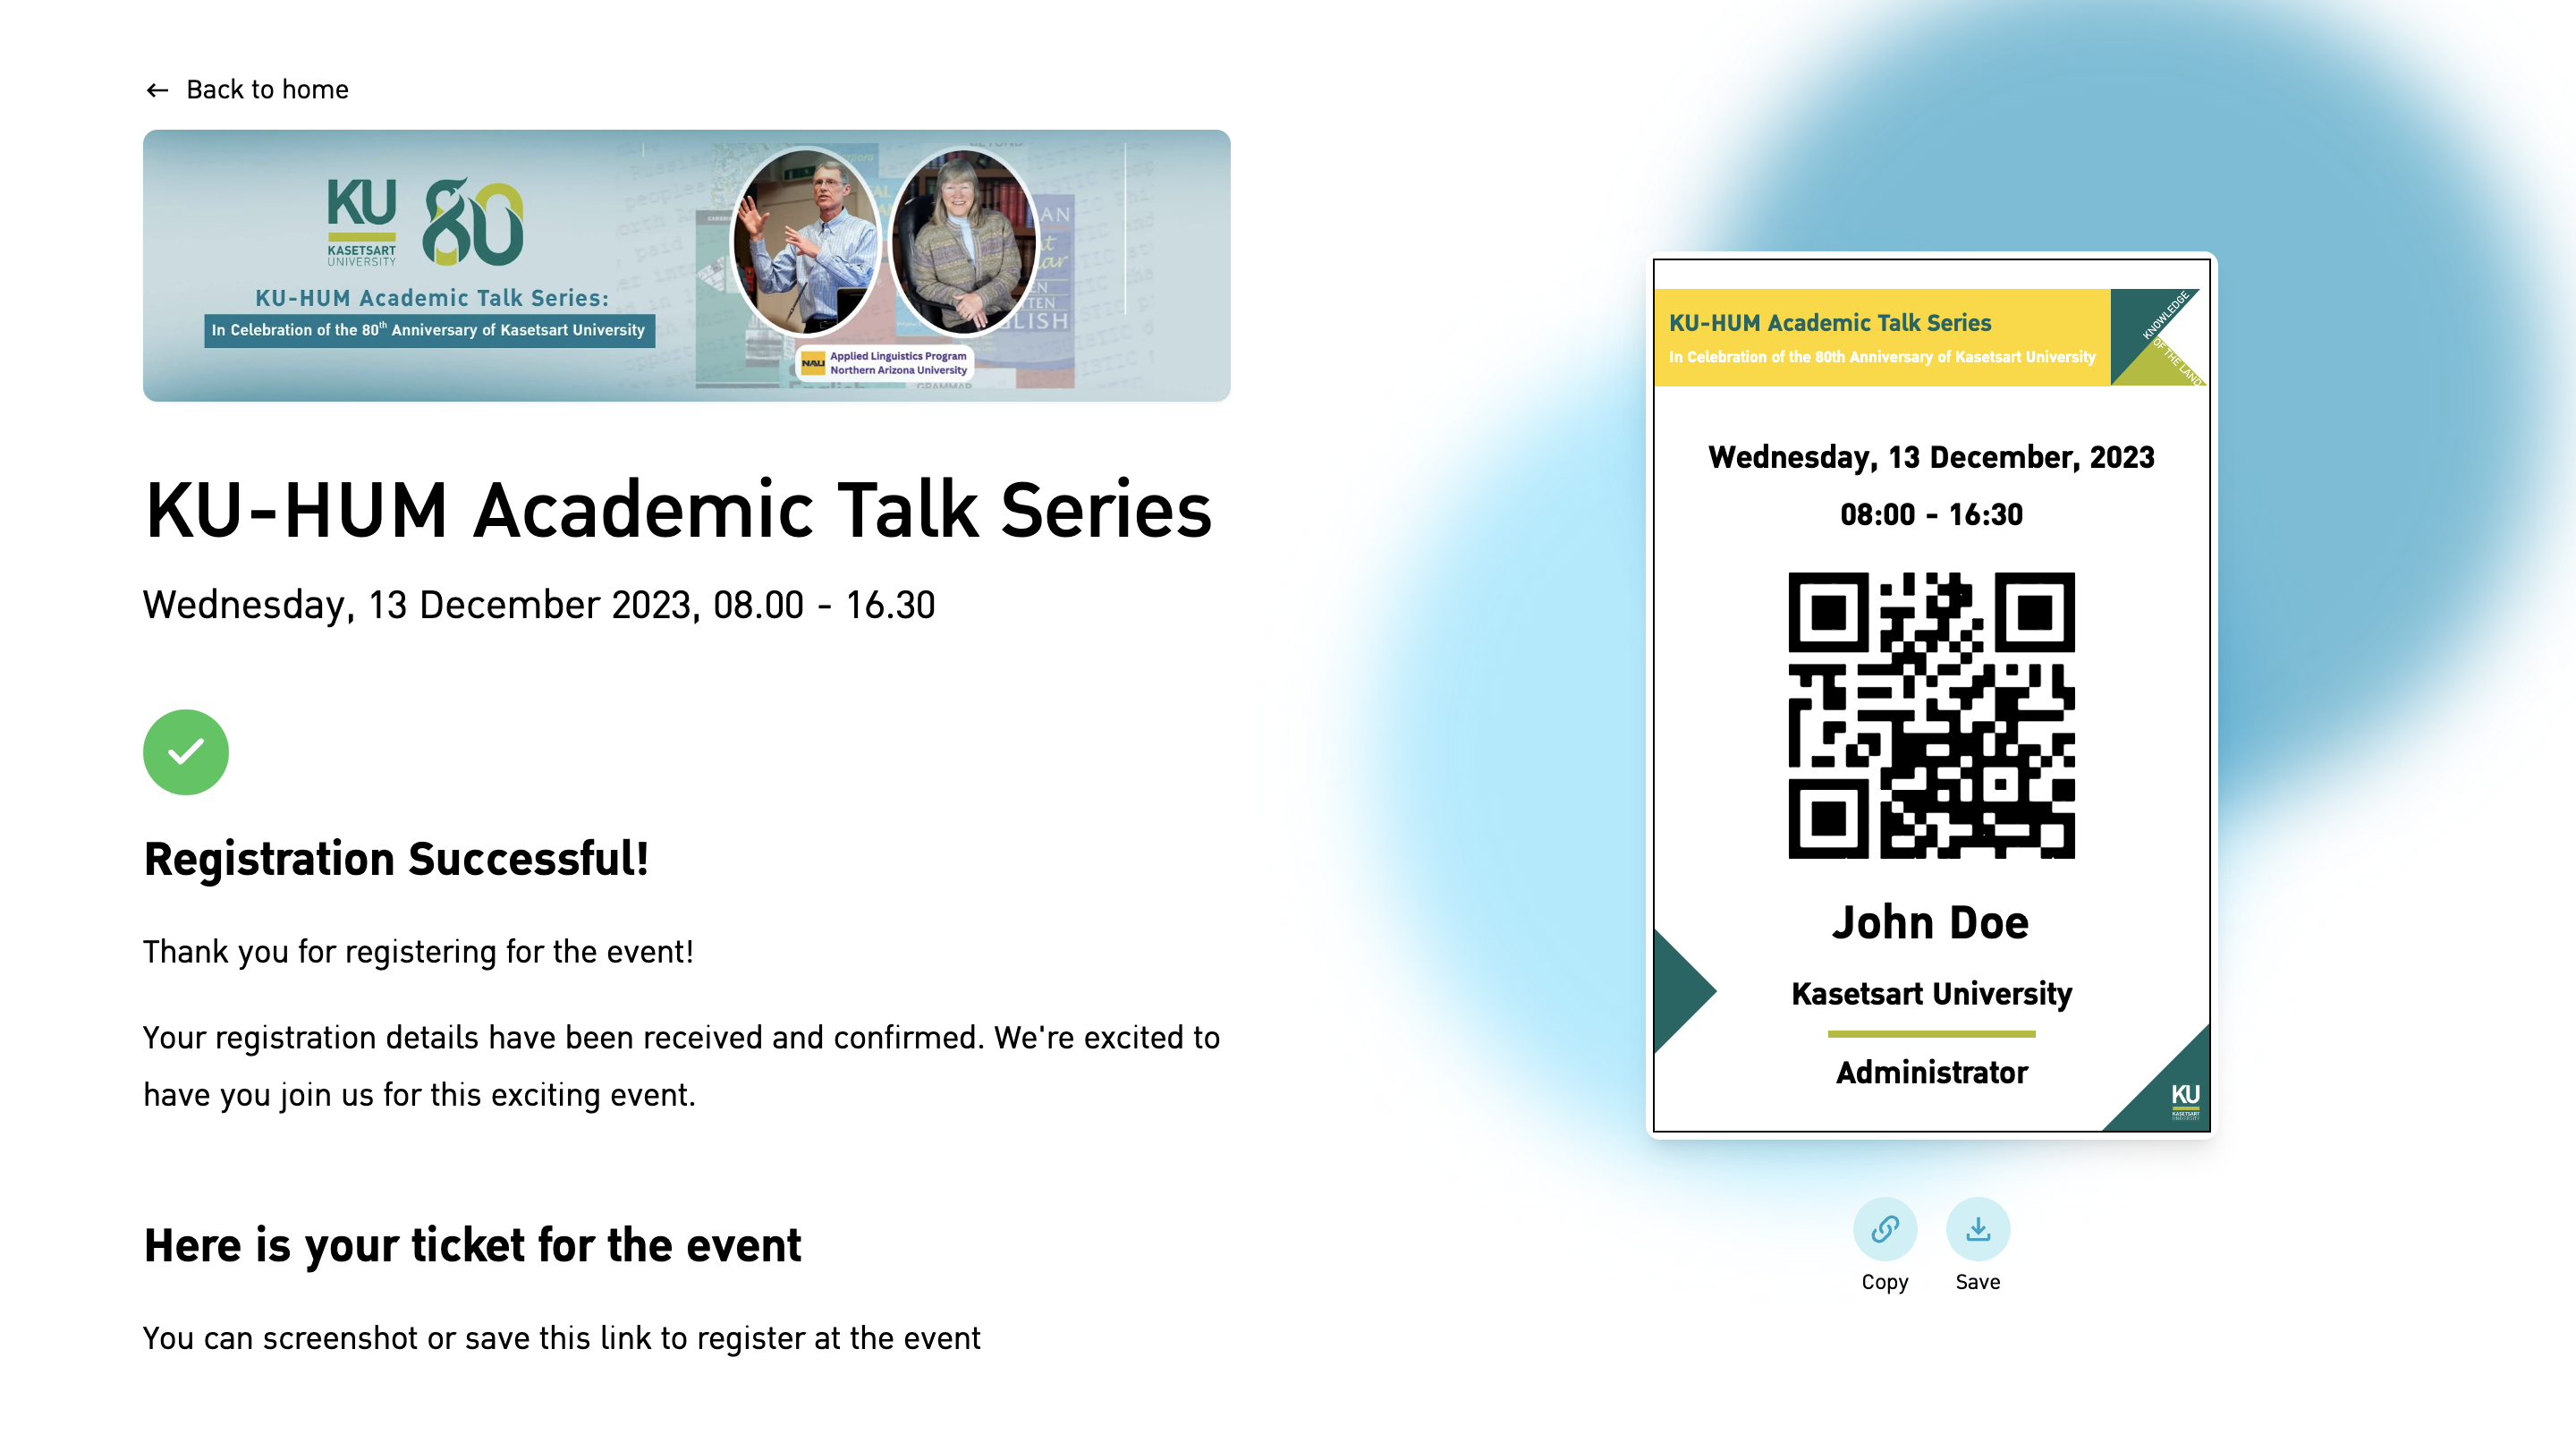 Back to home
KU 80
KASETSART
UNIVERSITY
KU-HUM Academic Talk Series:
In Celebration of the 80th Anniversary of Kasetsart University
NAU
Applied Linguistics Program
Northern Arizona University
GRAMMAR
KU-HUM Academic Talk Series
Wednesday, 13 December 2023, 08.00 - 16.30
Registration Successful!
Thank you for registering for the event!
Your registration details have been received and confirmed. We're excited to
have you join us for this exciting event.
Here is your ticket for the event
You can screenshot or save this link to register at the event
KU-HUM Academic Talk Series
In Celebration of the 80th Anniversary of Kasetsart University
KNOWLEDGE
OF THE LAND
Wednesday, 13 December, 2023
08:00 - 16:30
John Doe
Kasetsart University
Administrator
KU
KASETSART
UNIVERSITY
Copy
Save